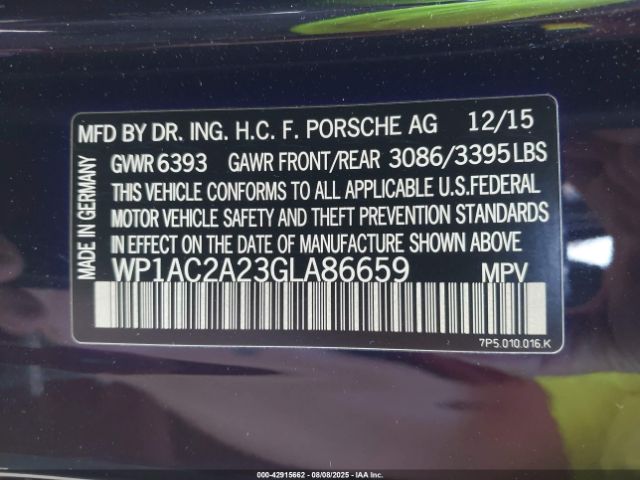 MFD BY DR. ING. H.C. F. PORSCHE AG 12/15
GVWR 6393 GAWR FRONT/REAR 3086/3395 LBS
THIS VEHICLE CONFORMS TO ALL APPLICABLE U.S.FEDERAL
MOTOR VEHICLE SAFETY AND THEFT PREVENTION STANDARDS
IN EFFECT ON THE DATE OF MANUFACTURE SHOWN ABOVE
WP1AC2A23GLA86659 MPV
MADE IN GERMANY
7P5.010.016.K
000-42915662 - 08/08/2025 - IAAI.COM